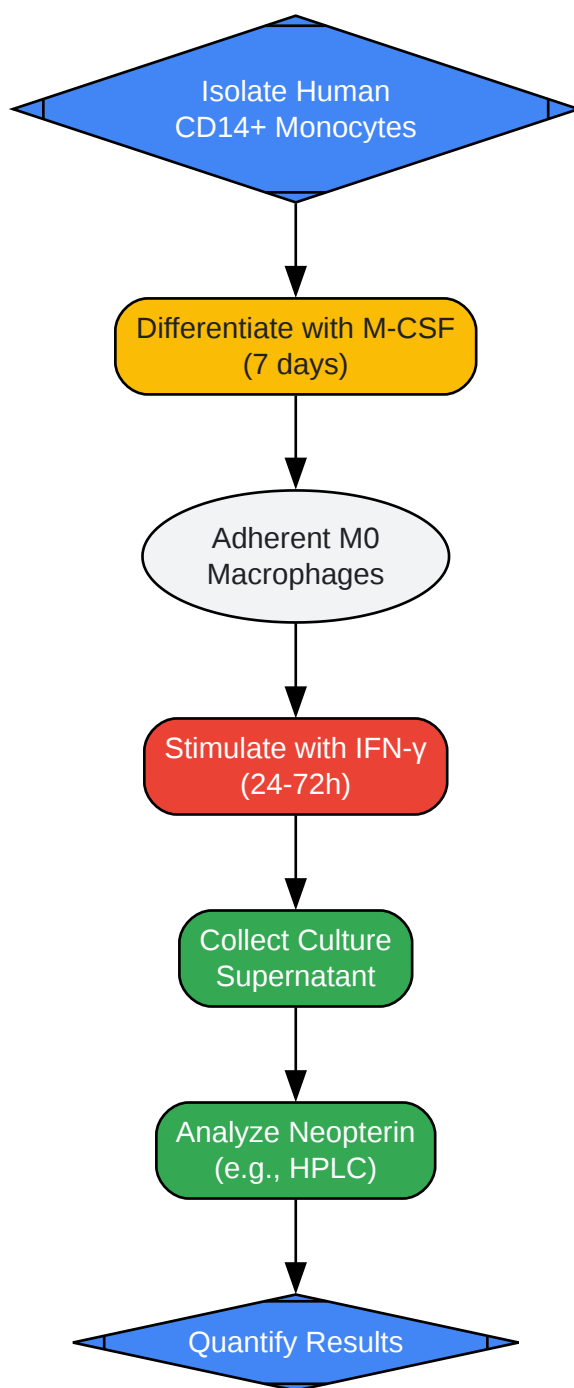 Isolate Human
CD14+ Monocytes
Differentiate with M-CSF
(7 days)
Adherent M0
Macrophages
Stimulate with IFN-γ
(24-72h)
Collect Culture
Supernatant
Analyze Neopterin
(e.g., HPLC)
Quantify Results